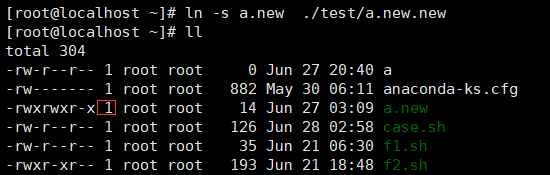 [root@localhost ~]# ln -s a.new  ./test/a.new.new
[root@localhost ~]# ll
total 304
-rw-r--r-- 1 root root    0 Jun 27 20:40 a
-rw------- 1 root root  882 May 30 06:11 anaconda-ks.cfg
-rwxrwxr-x 1 root root   14 Jun 27 03:09 a.new
-rw-r--r-- 1 root root  126 Jun 28 02:58 case.sh
-rw-r--r-- 1 root root   35 Jun 21 06:30 f1.sh
-rwxr-xr-- 1 root root  193 Jun 21 18:48 f2.sh